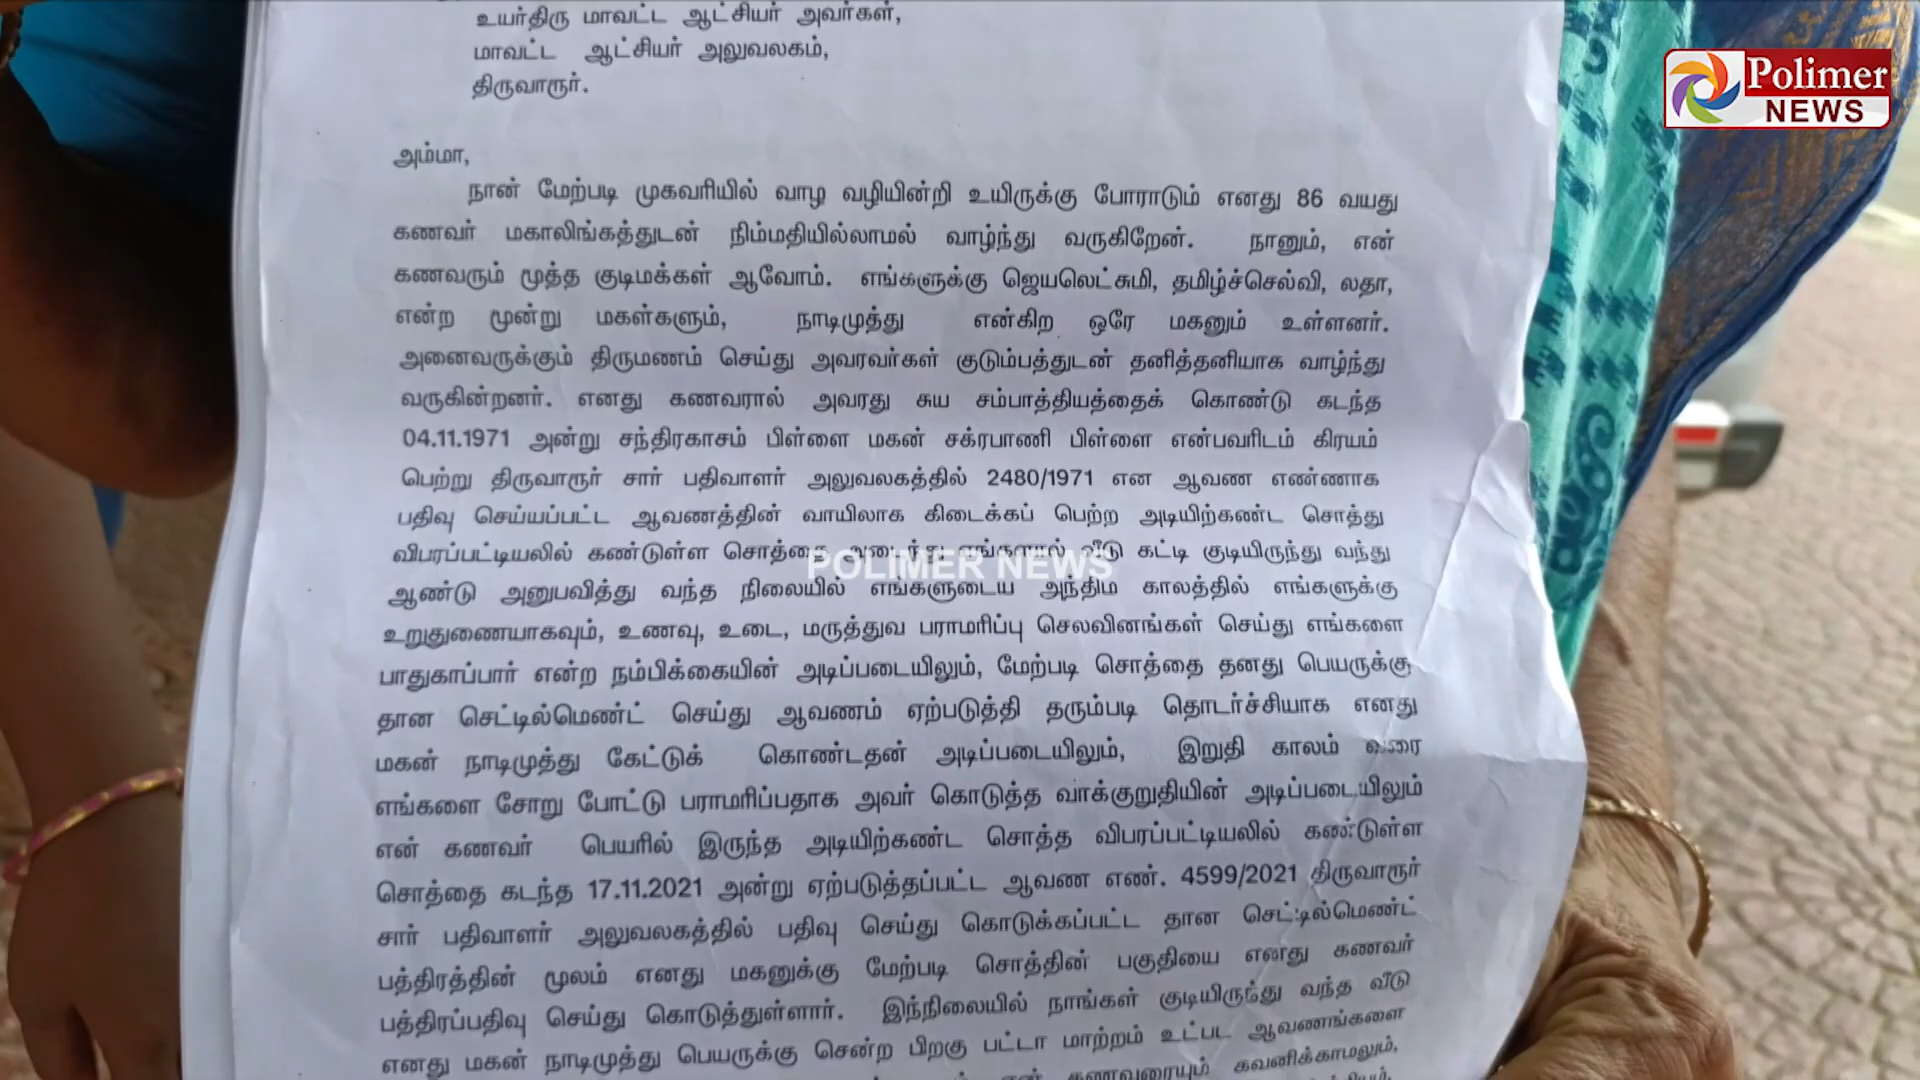 உயர்திரு மாவட்ட ஆட்சியர் அவர்கள்,
மாவட்ட ஆட்சியர் அலுவலகம்,
திருவாரூர்.
Polimer
NEWS
அம்மா,
நான் மேற்படி முகவரியில் வாழ வழியின்றி உயிருக்கு போராடும் எனது 86 வயது
கணவர் மகாலிங்கத்துடன் நிம்மதியில்லாமல் வாழ்ந்து வருகிறேன். நானும், என்
கணவரும் மூத்த குடிமக்கள் ஆவோம். எங்களுக்கு ஜெயலெட்சுமி, தமிழ்ச்செல்வி, லதா,
என்ற மூன்று மகள்களும், நாடிமுத்து என்கிற ஒரே மகனும் உள்ளனர்.
அனைவருக்கும் திருமணம் செய்து அவரவர்கள் குடும்பத்துடன் தனித்தனியாக வாழ்ந்து
வருகின்றனர். எனது கணவரால் அவரது சுய சம்பாத்தியத்தைக் கொண்டு கடந்த
04.11.1971 அன்று சந்திரகாசம் பிள்ளை மகன் சக்ரபாணி பிள்ளை என்பவரிடம் கிரயம்
பெற்று திருவாரூர் சார் பதிவாளர் அலுவலகத்தில் 2480/1971 என ஆவண எண்ணாக
பதிவு செய்யப்பட்ட ஆவணத்தின் வாயிலாக கிடைக்கப் பெற்ற அடியிற்கண்ட சொத்து
விபரப்பட்டியலில் கண்டுள்ள சொத்தை அடைந்து எங்களால் வீடு கட்டி குடியிருந்து வந்து
POLIMER NEWS
ஆண்டு அனுபவித்து வந்த நிலையில் எங்களுடைய அந்திம காலத்தில் எங்களுக்கு
உறுதுணையாகவும், உணவு, உடை, மருத்துவ பராமரிப்பு செலவினங்கள் செய்து எங்களை
பாதுகாப்பார் என்ற நம்பிக்கையின் அடிப்படையிலும், மேற்படி சொத்தை தனது பெயருக்கு
தான செட்டில்மெண்ட் செய்து ஆவணம் ஏற்படுத்தி தரும்படி தொடர்ச்சியாக எனது
மகன் நாடிமுத்து கேட்டுக் கொண்டதன் அடிப்படையிலும், இறுதி காலம் வரை
எங்களை சோறு போட்டு பராமரிப்பதாக அவர் கொடுத்த வாக்குறுதியின் அடிப்படையிலும்
என் கணவர் பெயரில் இருந்த அடியிற்கண்ட சொத்த விபரப்பட்டியலில் கண்டுள்ள
சொத்தை கடந்த 17.11.2021 அன்று ஏற்படுத்தப்பட்ட ஆவண எண். 4599/2021 திருவாரூர்
சார் பதிவாளர் அலுவலகத்தில் பதிவு செய்து கொடுக்கப்பட்ட தான செட்டில்மெண்ட்
பத்திரத்தின் மூலம் எனது மகனுக்கு மேற்படி சொத்தின் பகுதியை எனது கணவர்
பத்திரப்பதிவு செய்து கொடுத்துள்ளார். இந்நிலையில் நாங்கள் குடியிருந்து வந்த வீடு
எனது மகன் நாடிமுத்து பெயருக்கு சென்ற பிறகு பட்டா மாற்றம் உட்பட ஆவணங்களை
என் கணவரையும் கவனிக்காமலும்,